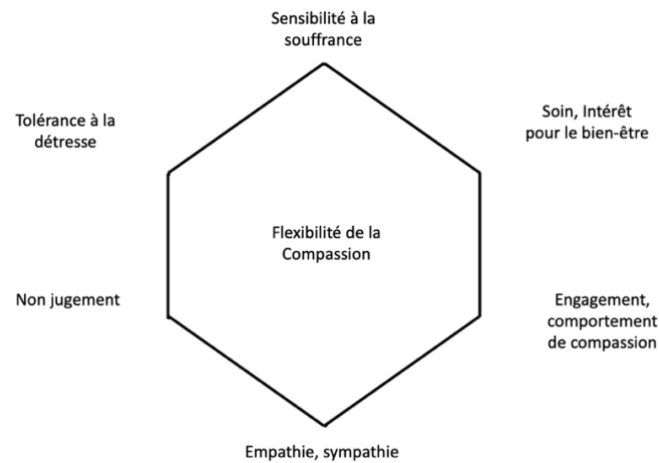 Sensibilité à la
souffrance
Tolérance à la
détresse
Soin, Intérêt
pour le bien-être
Flexibilité de la
Compassion
Non jugement
Engagement,
comportement
de compassion
Empathie, sympathie